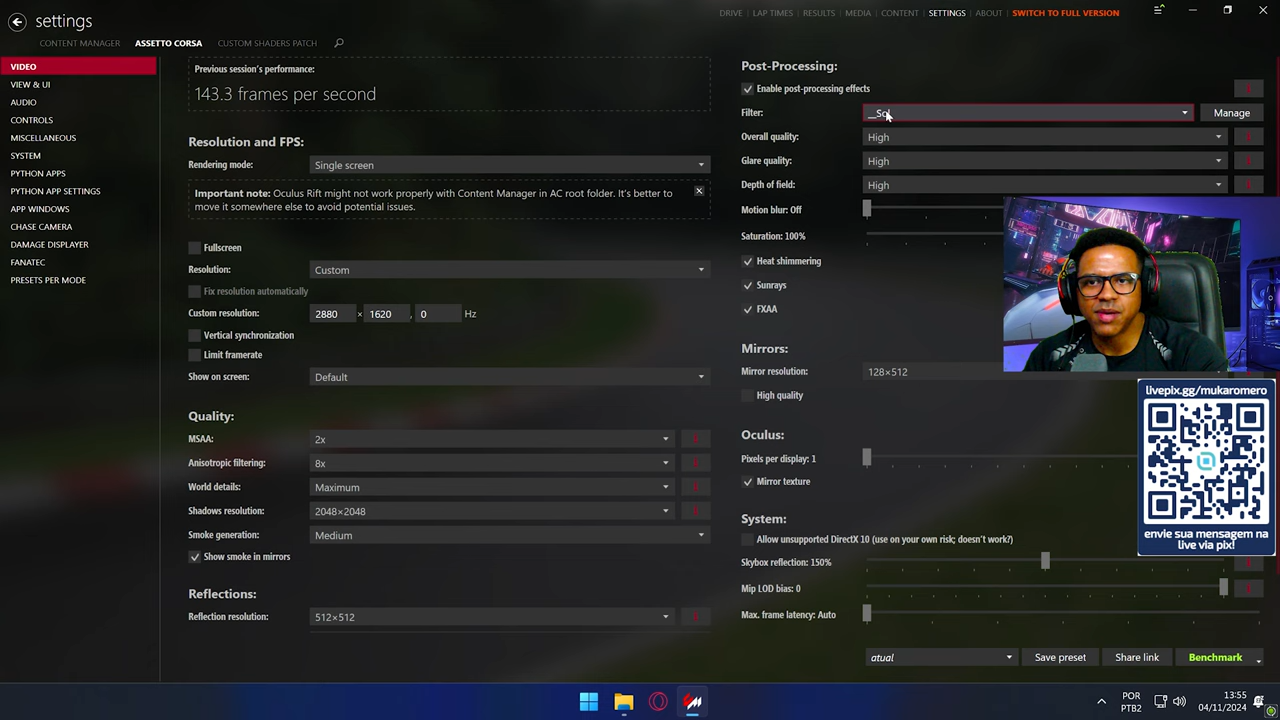 settings
DRIVE LAP TIMES RESULTS MEDIA CONTENT SETTINGS ABOUT SWITCH TO FULL VERSION
CONTENT MANAGER ASSETTO CORSA CUSTOM SHADERS PATCH
VIDEO
VIEW & UI
AUDIO
CONTROLS
MISCELLANEOUS
SYSTEM
PYTHON APPS
PYTHON APP SETTINGS
APP WINDOWS
CHASE CAMERA
DAMAGE DISPLAYER
FANATEC
PRESETS PER MODE
Previous session's performance:
143.3 frames per second
Resolution and FPS:
Rendering mode: Single screen
Important note: Oculus Rift might not work properly with Content Manager in AC root folder. It's better to
move it somewhere else to avoid potential issues.
Fullscreen
Resolution: Custom
Fix resolution automatically
Custom resolution: 2880 × 1620 , 0 Hz
Vertical synchronization
Limit framerate
Show on screen: Default
Quality:
MSAA: 2x
Anisotropic filtering: 8x
World details: Maximum
Shadows resolution: 2048×2048
Smoke generation: Medium
Show smoke in mirrors
Reflections:
Reflection resolution: 512×512
Post-Processing:
Enable post-processing effects
Filter: __Sol Manage
Overall quality: High
Glare quality: High
Depth of field: High
Motion blur: Off
Saturation: 100%
Heat shimmering
Sunrays
FXAA
Mirrors:
Mirror resolution: 128×512
High quality
Oculus:
Pixels per display: 1
Mirror texture
System:
Allow unsupported DirectX 10 (use on your own risk; doesn't work?)
Skybox reflection: 150%
Mip LOD bias: 0
Max. frame latency: Auto
atual Save preset Share link Benchmark
livepix.gg/mukaromero
envie sua mensagem na
live via pix!
POR
PTB2
13:55
04/11/2024